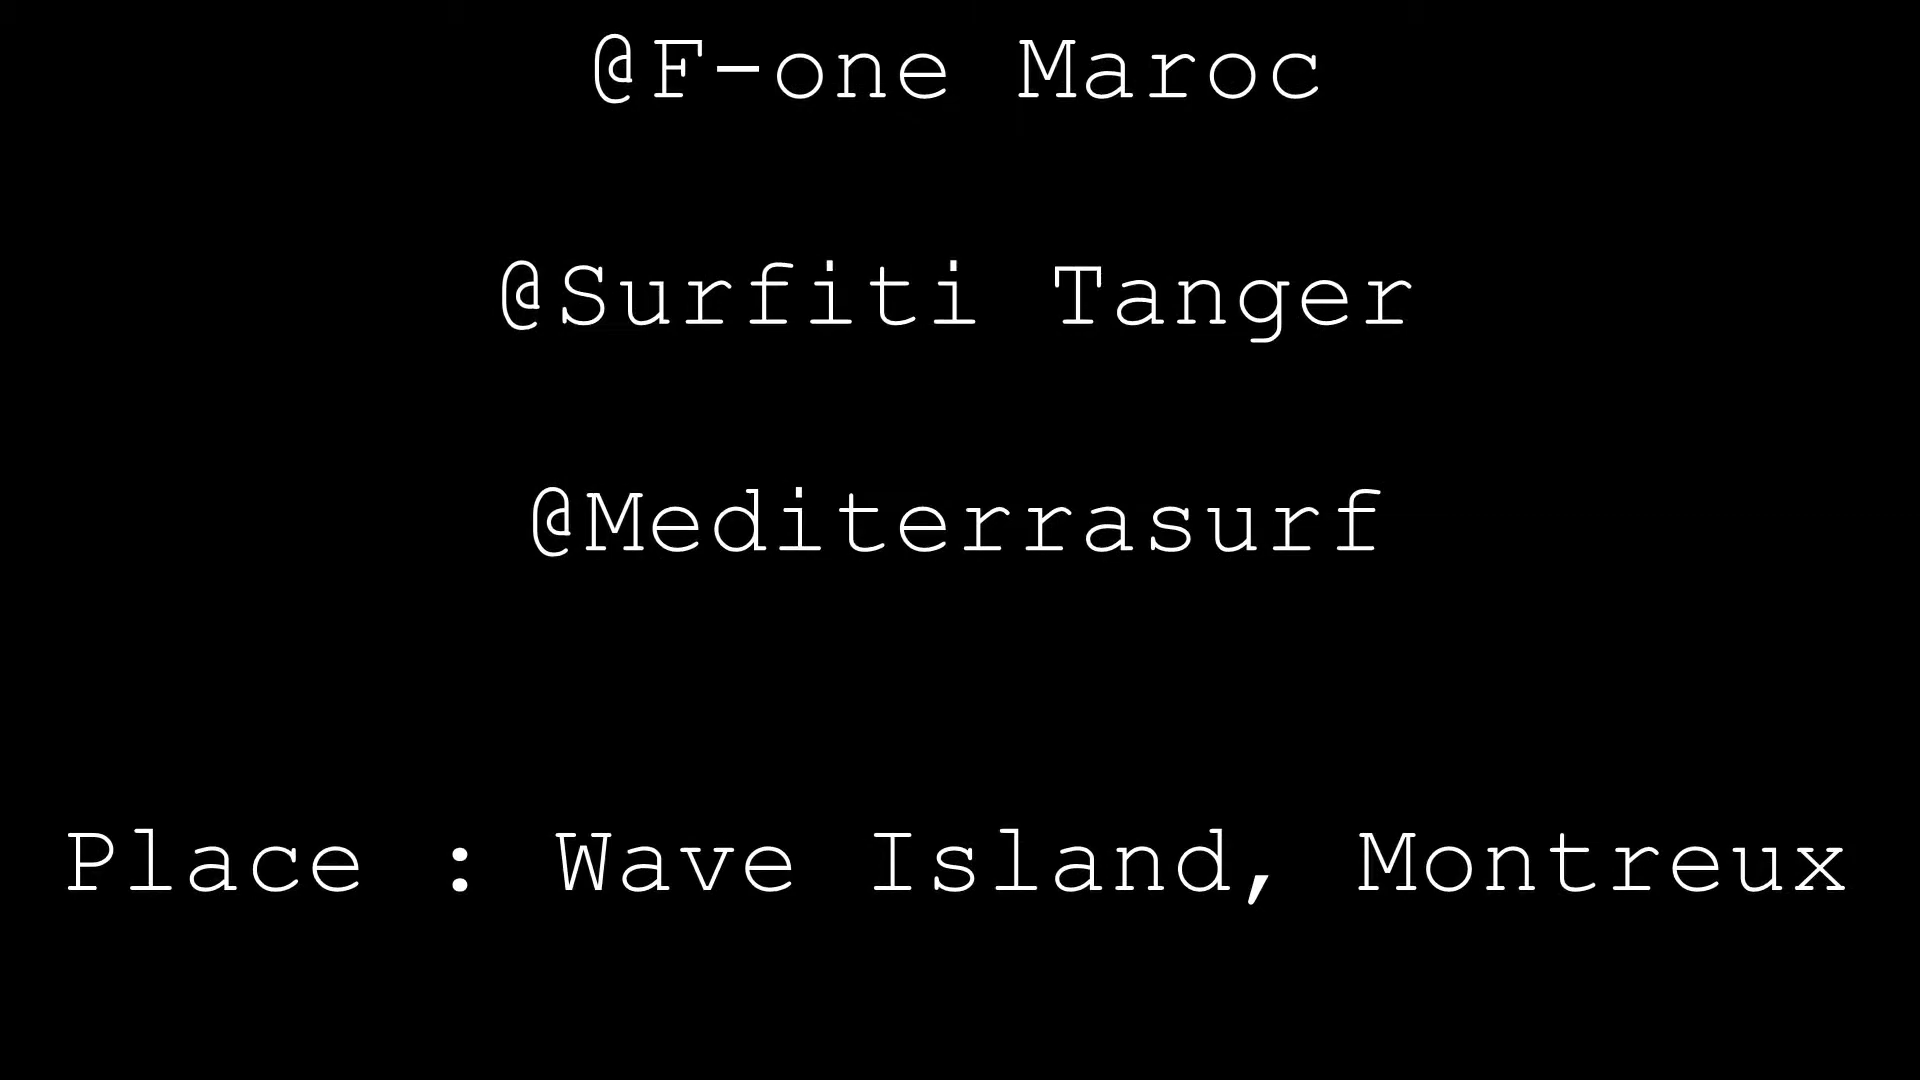 @F-one Maroc
@Surfiti Tanger
@Mediterrasurf
Place : Wave Island, Montreux